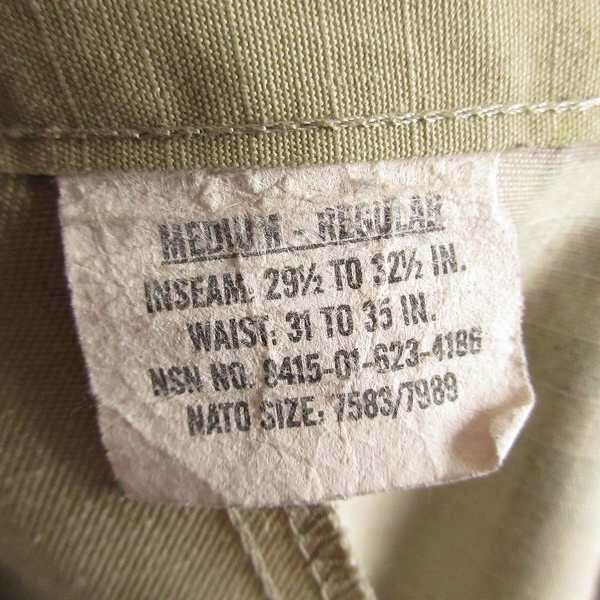 MEDIUM - REGULAR
INSEAM: 29½ TO 32½ IN.
WAIST: 31 TO 35 IN.
NSN NO. 8415-01-623-4186
NATO SIZE: 7583/7989